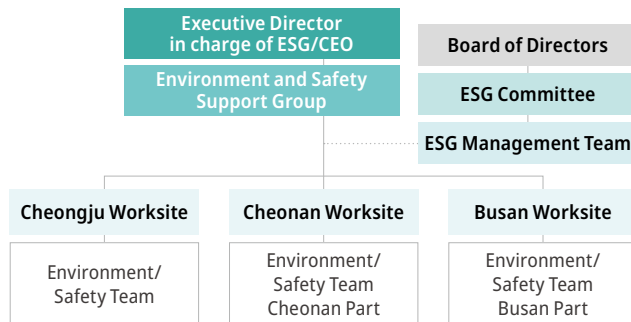 Executive Director
in charge of ESG/CEO
Environment and Safety
Support Group
Board of Directors
ESG Committee
ESG Management Team
Cheongju Worksite
Environment/
Safety Team
Cheonan Worksite
Environment/
Safety Team
Cheonan Part
Busan Worksite
Environment/
Safety Team
Busan Part